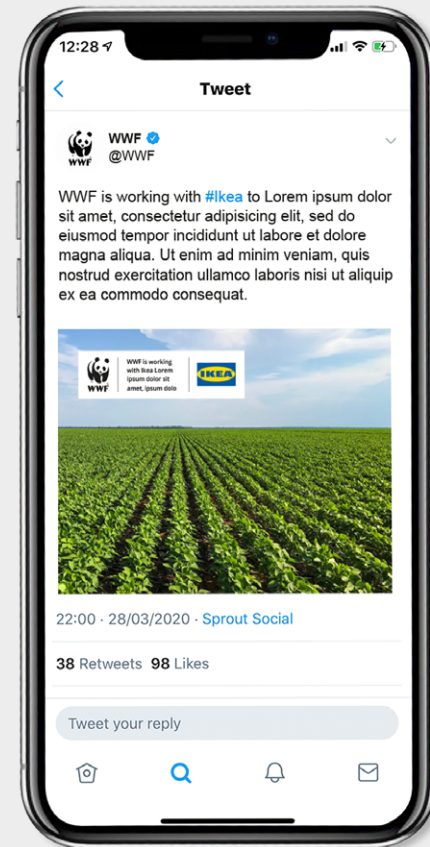 12:28
Tweet
WWF
@WWF
WWF
WWF is working with #Ikea to Lorem ipsum dolor
sit amet, consectetur adipisicing elit, sed do
eiusmod tempor incididunt ut labore et dolore
magna aliqua. Ut enim ad minim veniam, quis
nostrud exercitation ullamco laboris nisi ut aliquip
ex ea commodo consequat.
WWF
WWF is working
with Ikea Lorem
ipsum dolor sit
amet, ipsum dolo
IKEA
22:00 · 28/03/2020 · Sprout Social
38 Retweets 98 Likes
Tweet your reply